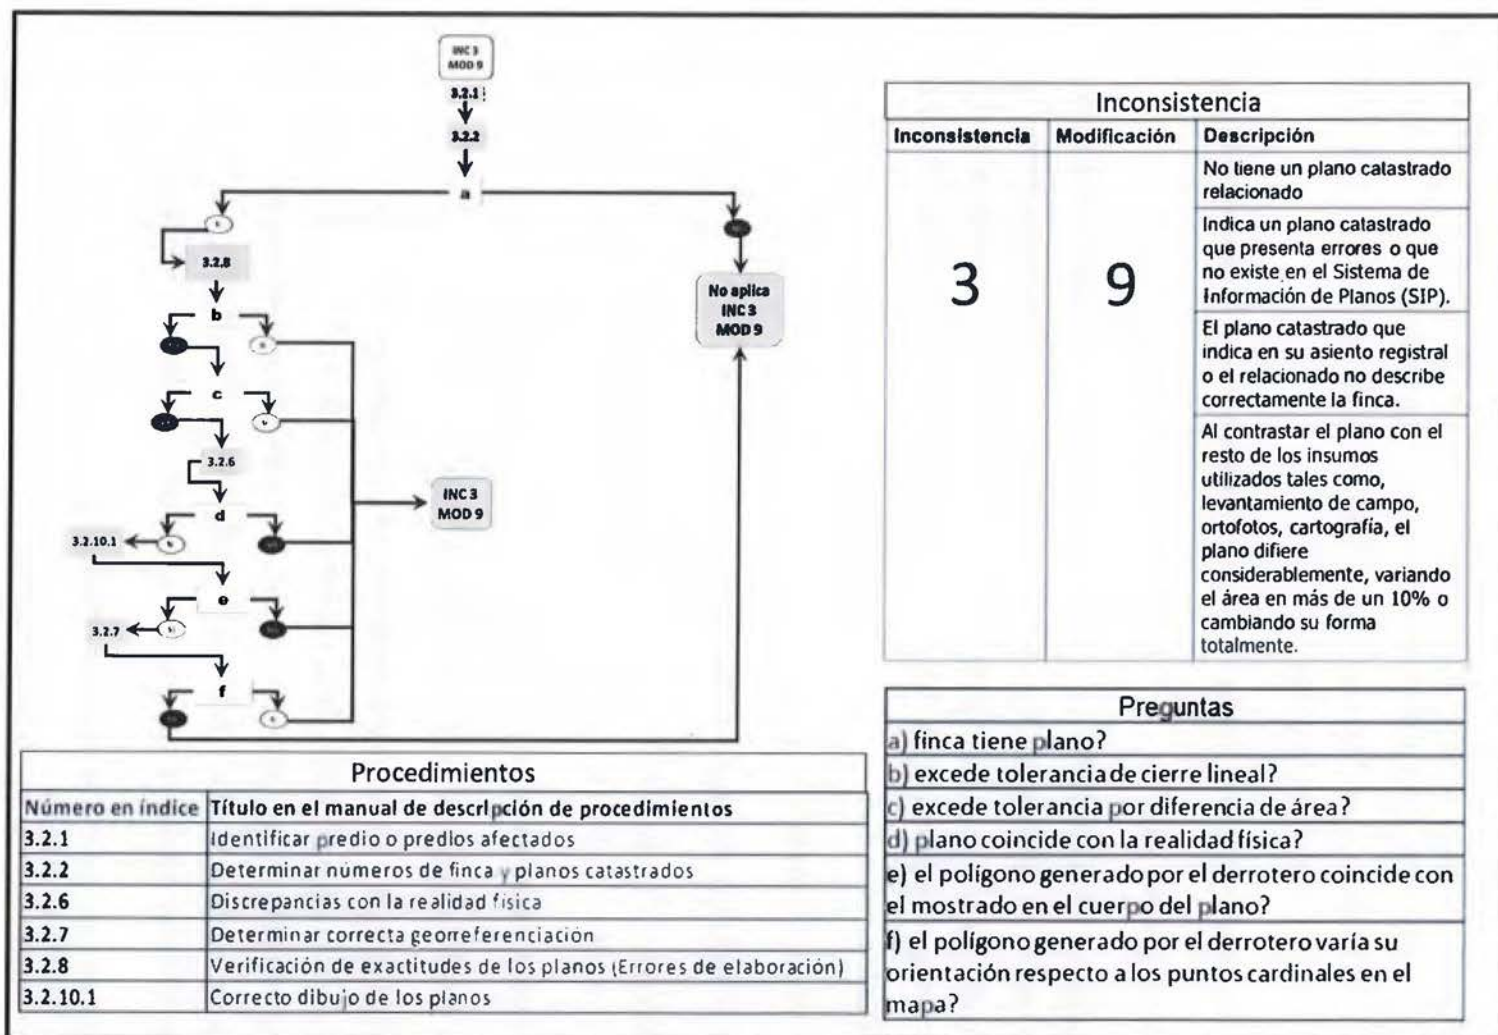 INC 3
MOD 9
3.2.1
3.2.2
a
3.2.8
b
c
3.2.6
d
3.2.10.1
e
3.2.7
f
INC 3
MOD 9
No aplica
INC 3
MOD 9
Inconsistencia
Inconsistencia Modificación Descripción
3 9
No tiene un plano catastrado
relacionado
Indica un plano catastrado
que presenta errores o que
no existe en el Sistema de
Información de Planos (SIP).
El plano catastrado que
indica en su asiento registral
o el relacionado no describe
correctamente la finca.
Al contrastar el plano con el
resto de los insumos
utilizados tales como,
levantamiento de campo,
ortofotos, cartografía, el
plano difiere
considerablemente, variando
el área en más de un 10% o
cambiando su forma
totalmente.
Procedimientos
Número en índice Título en el manual de descripción de procedimientos
3.2.1 Identificar predio o predios afectados
3.2.2 Determinar números de finca y planos catastrados
3.2.6 Discrepancias con la realidad física
3.2.7 Determinar correcta georreferenciación
3.2.8 Verificación de exactitudes de los planos (Errores de elaboración)
3.2.10.1 Correcto dibujo de los planos
Preguntas
a) finca tiene plano?
b) excede tolerancia de cierre lineal?
c) excede tolerancia por diferencia de área?
d) plano coincide con la realidad física?
e) el polígono generado por el derrotero coincide con
el mostrado en el cuerpo del plano?
f) el polígono generado por el derrotero varía su
orientación respecto a los puntos cardinales en el
mapa?